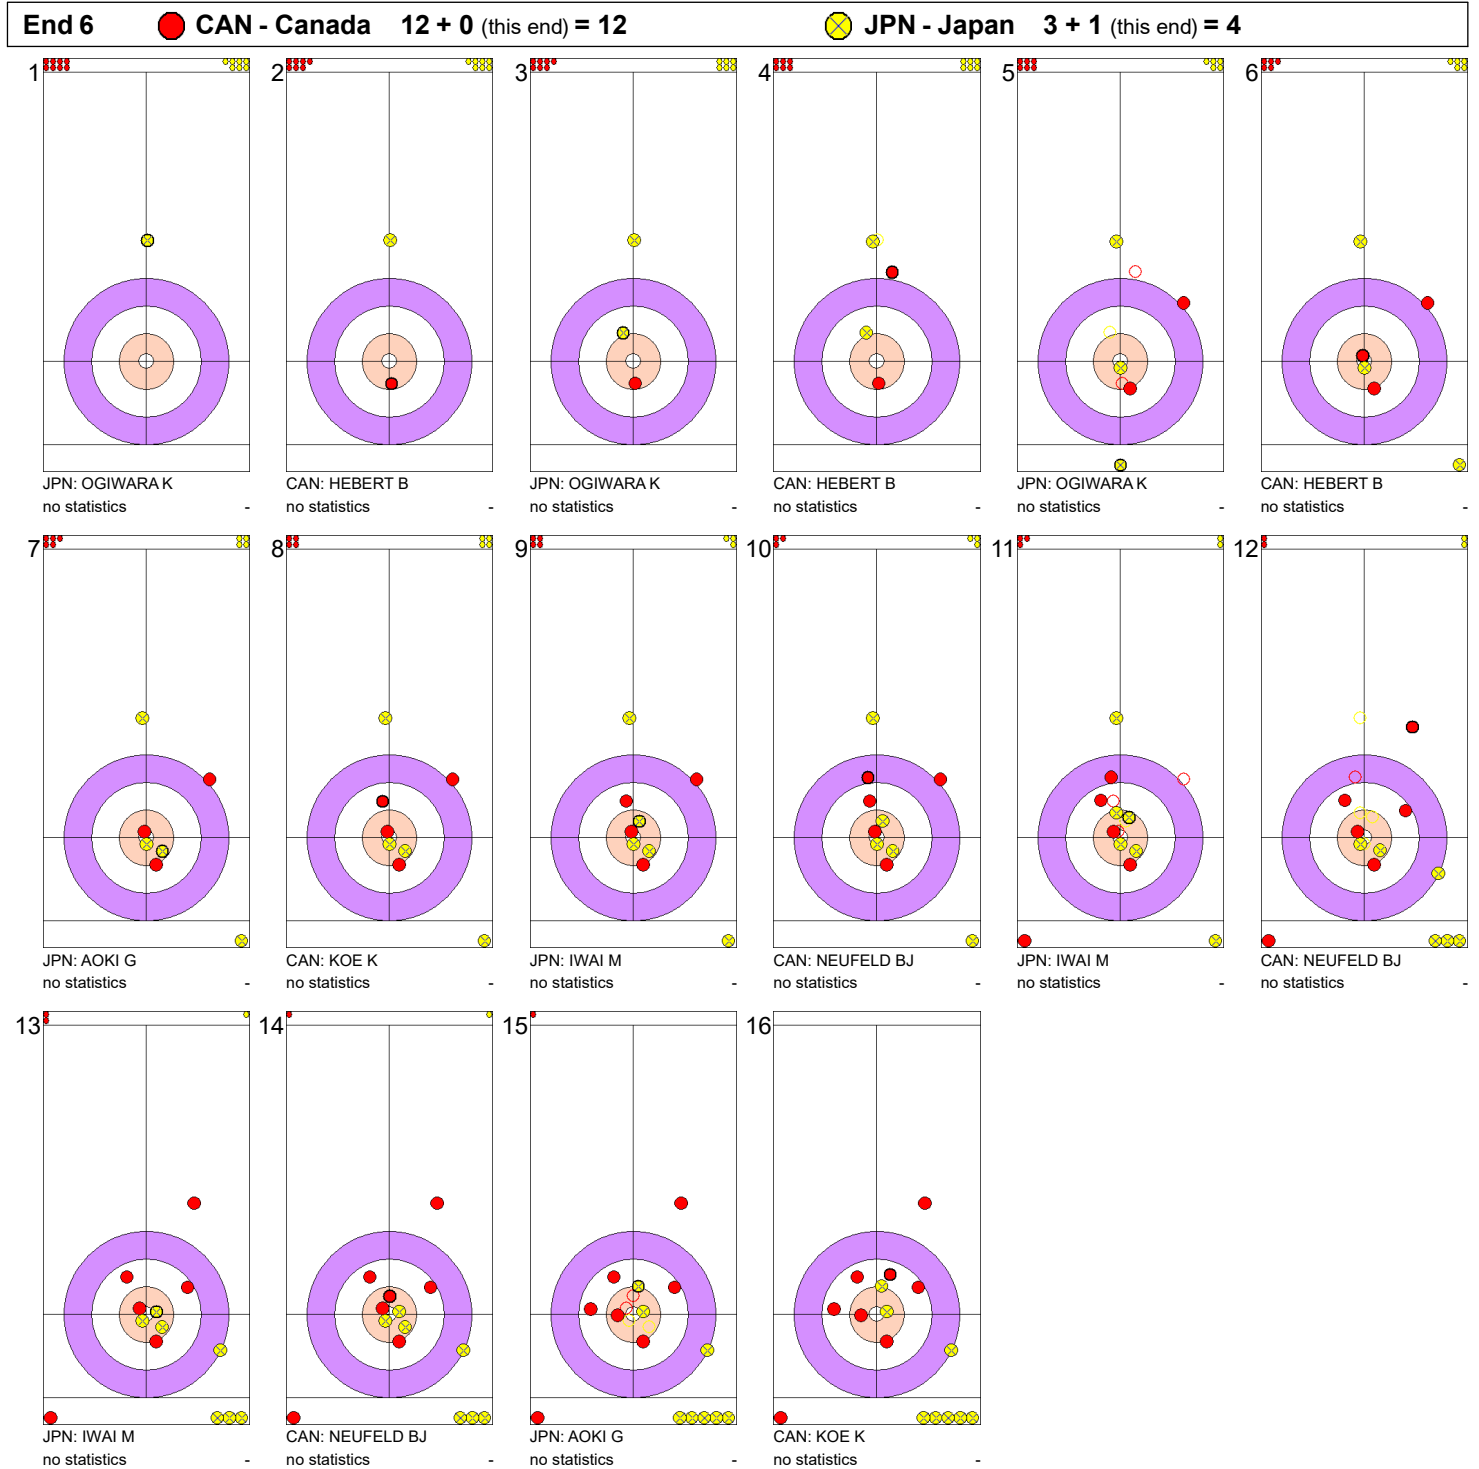 End 6 CAN - Canada 12 + 0 (this end) = 12 JPN - Japan 3 + 1 (this end) = 4
1 2 3 4 5 6
JPN: OGIWARA K CAN: HEBERT B JPN: OGIWARA K CAN: HEBERT B JPN: OGIWARA K CAN: HEBERT B
no statistics - no statistics - no statistics - no statistics - no statistics - no statistics -
7 8 9 10 11 12
JPN: AOKI G CAN: KOE K JPN: IWAI M CAN: NEUFELD BJ JPN: IWAI M CAN: NEUFELD BJ
no statistics - no statistics - no statistics - no statistics - no statistics - no statistics -
13 14 15 16
JPN: IWAI M CAN: NEUFELD BJ JPN: AOKI G CAN: KOE K
no statistics - no statistics - no statistics - no statistics -